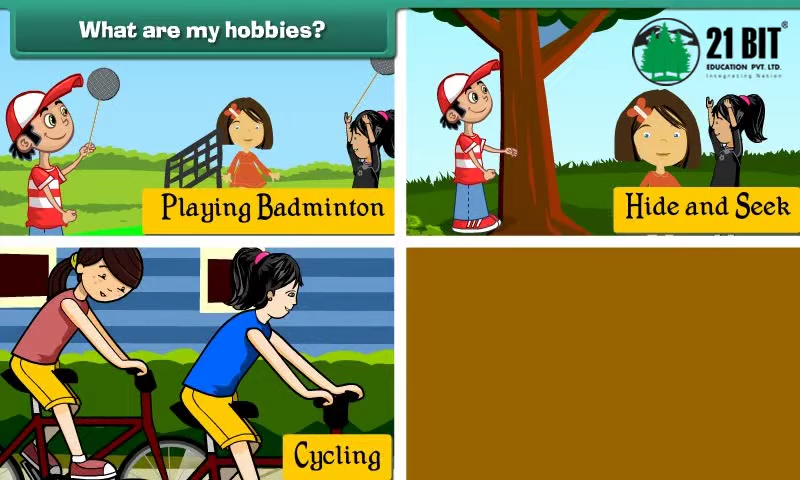 What are my hobbies?
21 BIT®
EDUCATION PVT. LTD.
Integrating Nation
Playing Badminton
Hide and Seek
Cycling